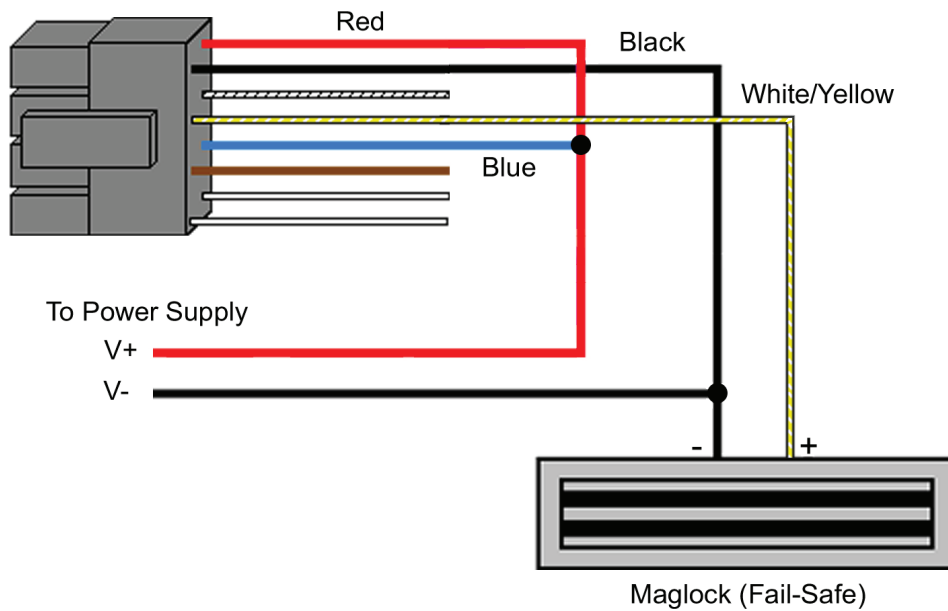 Red
Black
White/Yellow
Blue
To Power Supply
V+
V-
- +
Maglock (Fail-Safe)